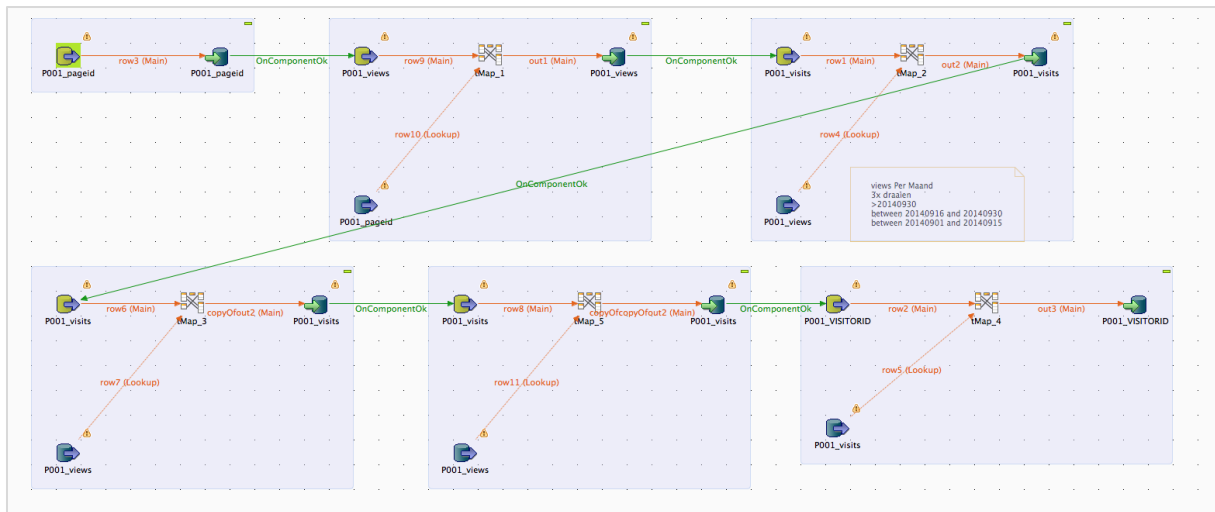 P001_pageid
row3 (Main)
P001_pageid
OnComponentOk
P001_views
row9 (Main)
tMap_1
out1 (Main)
P001_views
OnComponentOk
P001_visits
row1 (Main)
tMap_2
out2 (Main)
P001_visits
row10 (Lookup)
row4 (Lookup)
OnComponentOk
P001_pageid
P001_views
views Per Maand
3x draaien
>20140930
between 20140916 and 20140930
between 20140901 and 20140915
P001_visits
row6 (Main)
tMap_3
copyOfout2 (Main)
P001_visits
OnComponentOk
P001_visits
row8 (Main)
tMap_5
copyOfcopyOfout2 (Main)
P001_visits
OnComponentOk
P001_VISITORID
row2 (Main)
tMap_4
out3 (Main)
P001_VISITORID
row7 (Lookup)
row11 (Lookup)
row5 (Lookup)
P001_views
P001_views
P001_visits